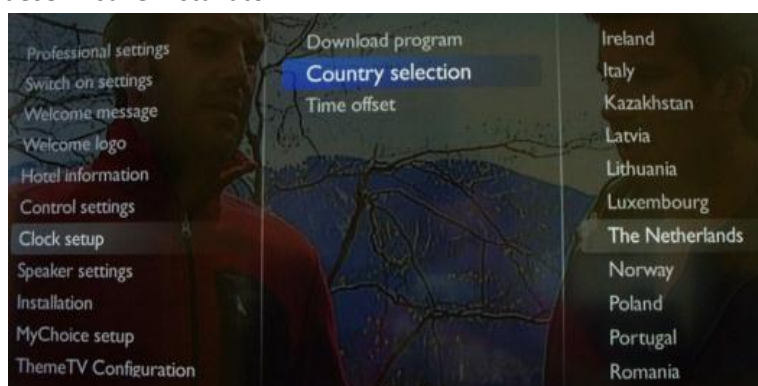 Professional settings
Switch on settings
Welcome message
Welcome logo
Hotel information
Control settings
Clock setup
Speaker settings
Installation
MyChoice setup
ThemeTV Configuration
Download program
Country selection
Time offset
Ireland
Italy
Kazakhstan
Latvia
Lithuania
Luxembourg
The Netherlands
Norway
Poland
Portugal
Romania